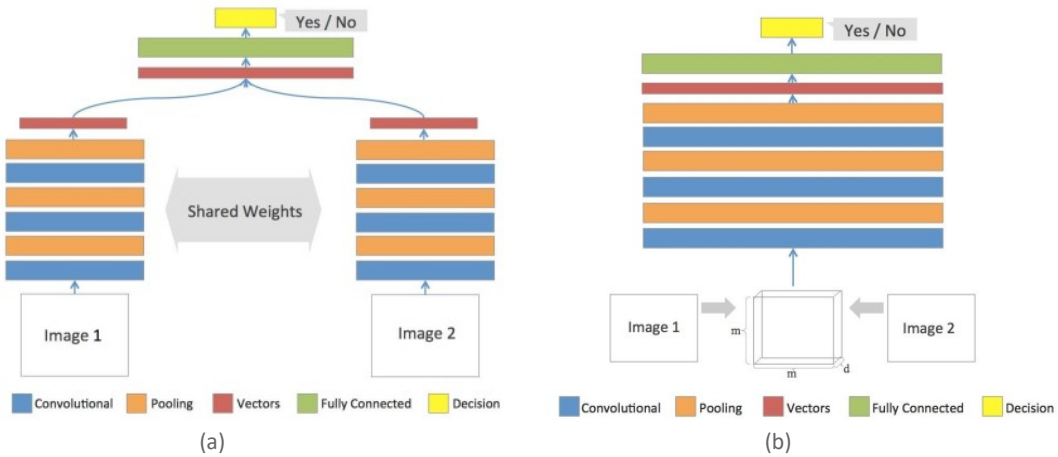 Yes / No
Shared Weights
Image 1
Image 2
Convolutional Pooling Vectors Fully Connected Decision
(a)
Yes / No
Image 1
m
m
d
Image 2
Convolutional Pooling Vectors Fully Connected Decision
(b)